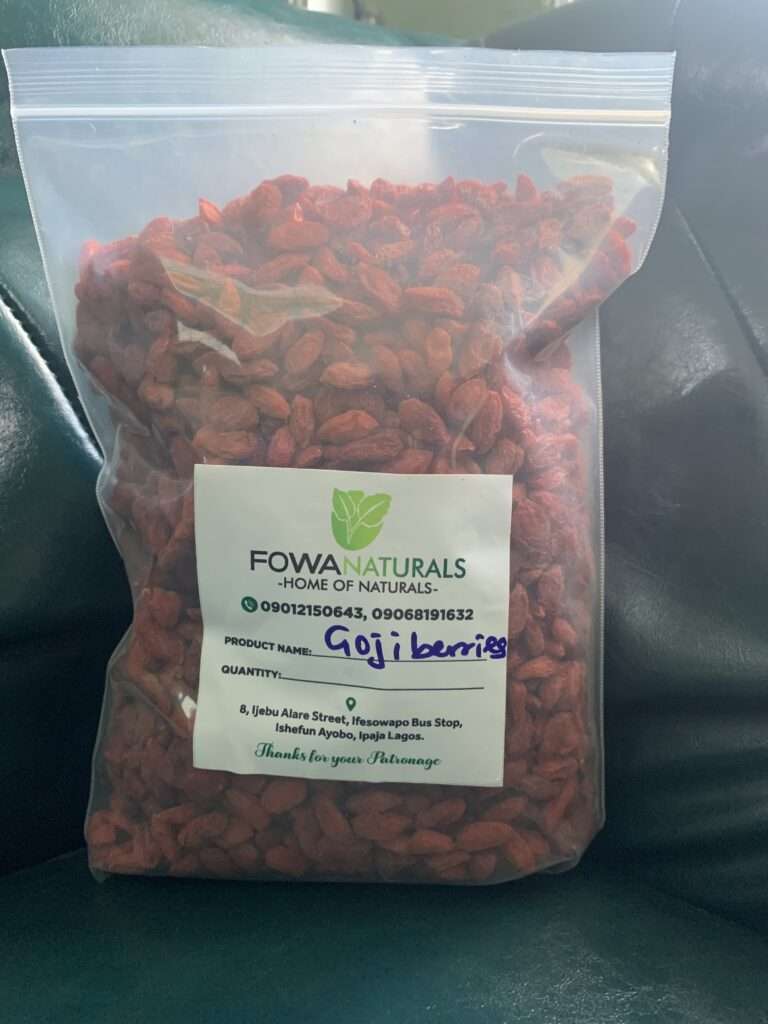 FOWANATURALS
-HOME OF NATURALS-
09012150643, 09068191632
PRODUCT NAME: Goji berries
QUANTITY:
8, Ijebu Alare Street, Ifesowapo Bus Stop,
Ishefun Ayobo, Ipaja Lagos.
Thanks for your Patronage